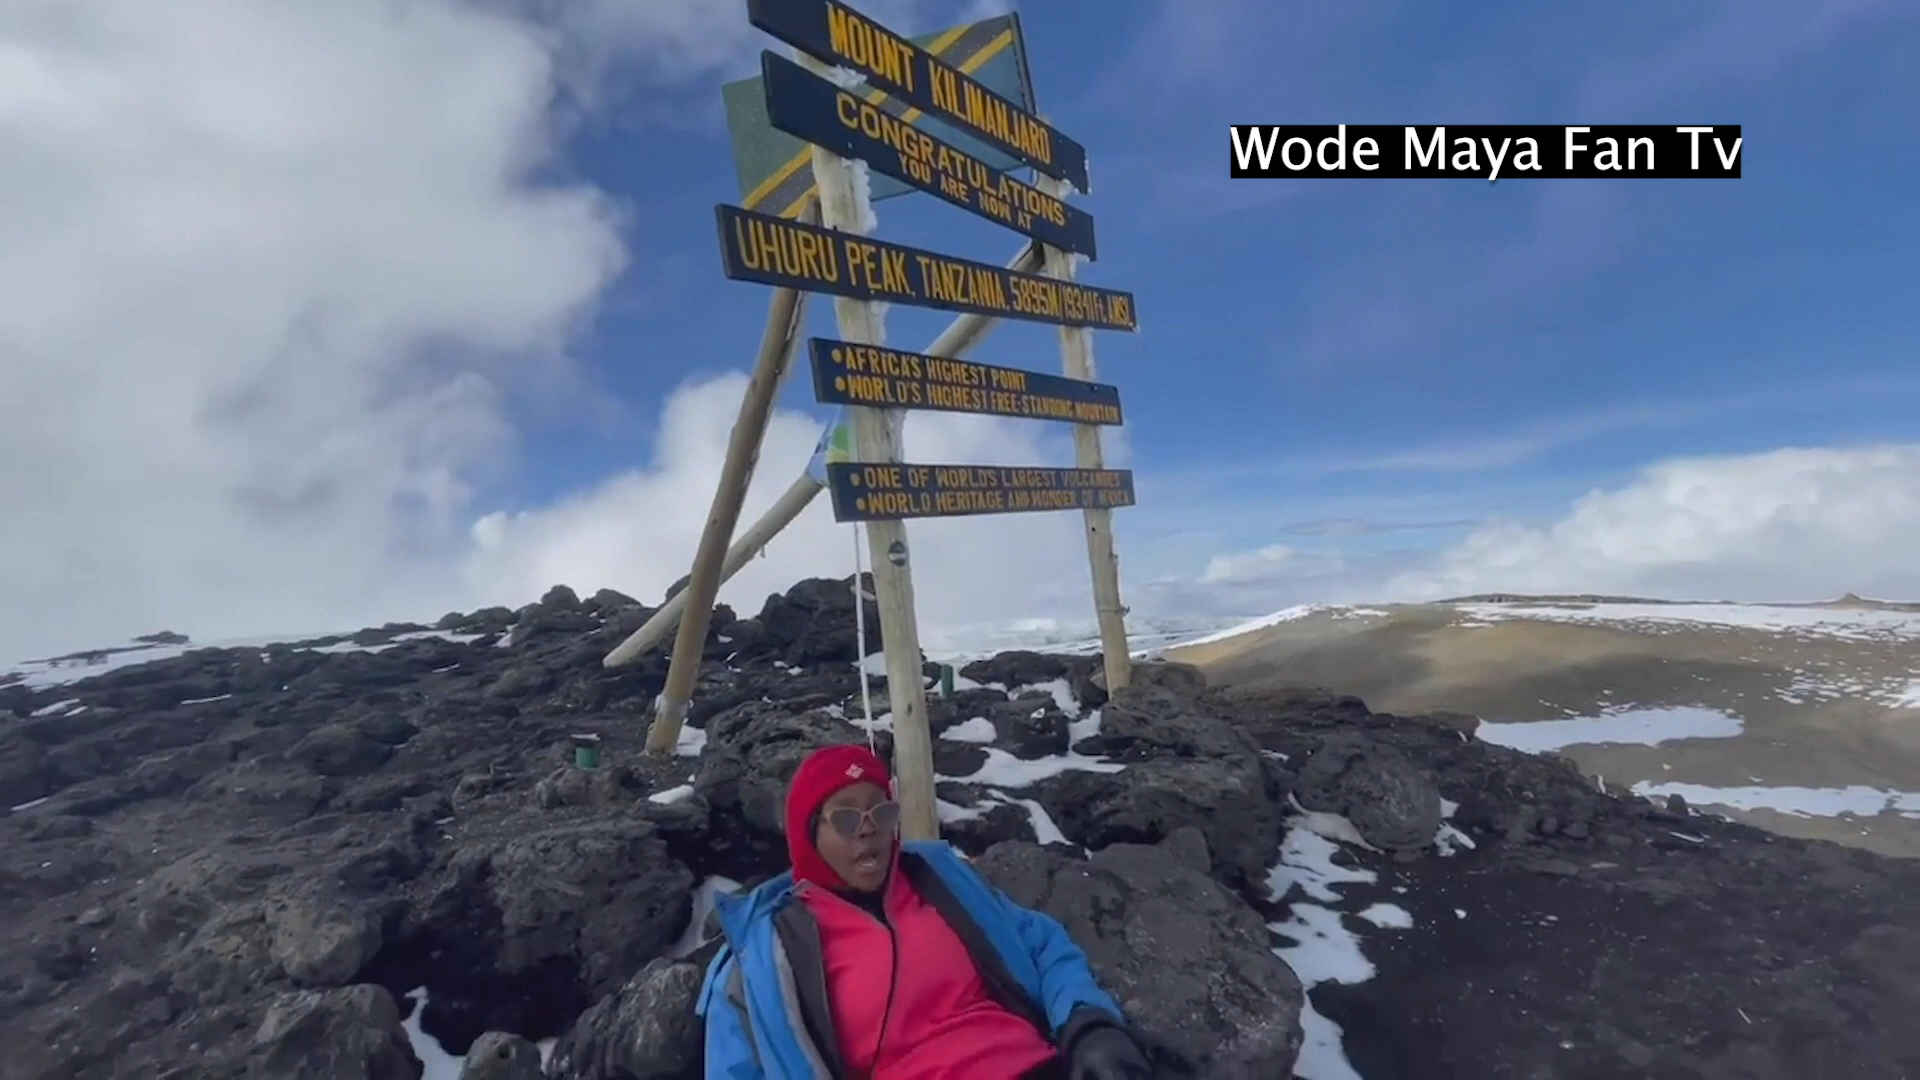 MOUNT KILIMANJARO
CONGRATULATIONS
YOU ARE NOW AT
Wode Maya Fan Tv
UHURU PEAK, TANZANIA, 5895M/19341Ft. AMSL
•AFRICA'S HIGHEST POINT
•WORLD'S HIGHEST FREE-STANDING MOUNTAIN
•ONE OF WORLD'S LARGEST VOLCANOES
•WORLD HERITAGE AND WONDER OF AFRICA